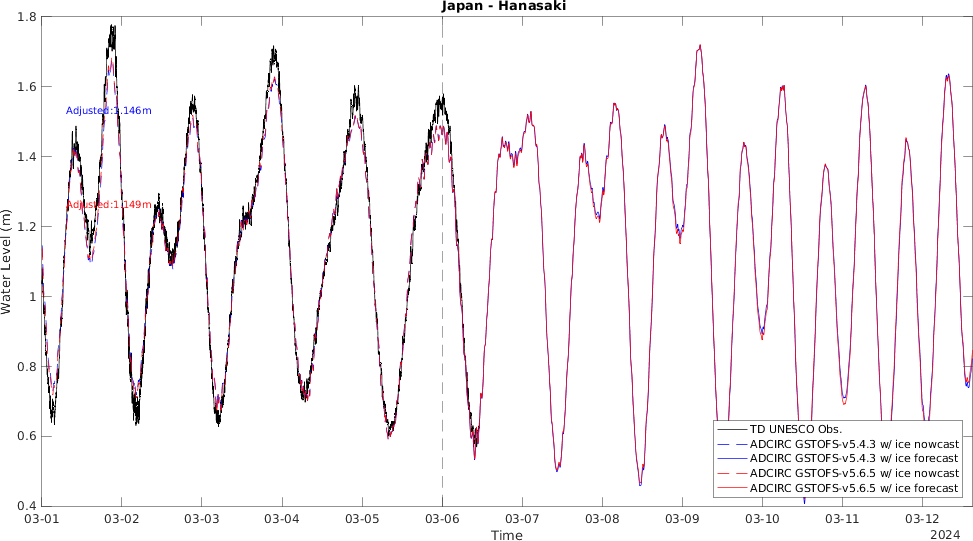 Japan - Hanasaki
1.8
1.6
1.4
1.2
1
0.8
0.6
0.4
Water Level (m)
Adjusted:1.146m
Adjusted:1.149m
TD UNESCO Obs.
ADCIRC GSTOFS-v5.4.3 w/ ice nowcast
ADCIRC GSTOFS-v5.4.3 w/ ice forecast
ADCIRC GSTOFS-v5.6.5 w/ ice nowcast
ADCIRC GSTOFS-v5.6.5 w/ ice forecast
03-01 03-02 03-03 03-04 03-05 03-06 03-07 03-08 03-09 03-10 03-11 03-12
Time
2024